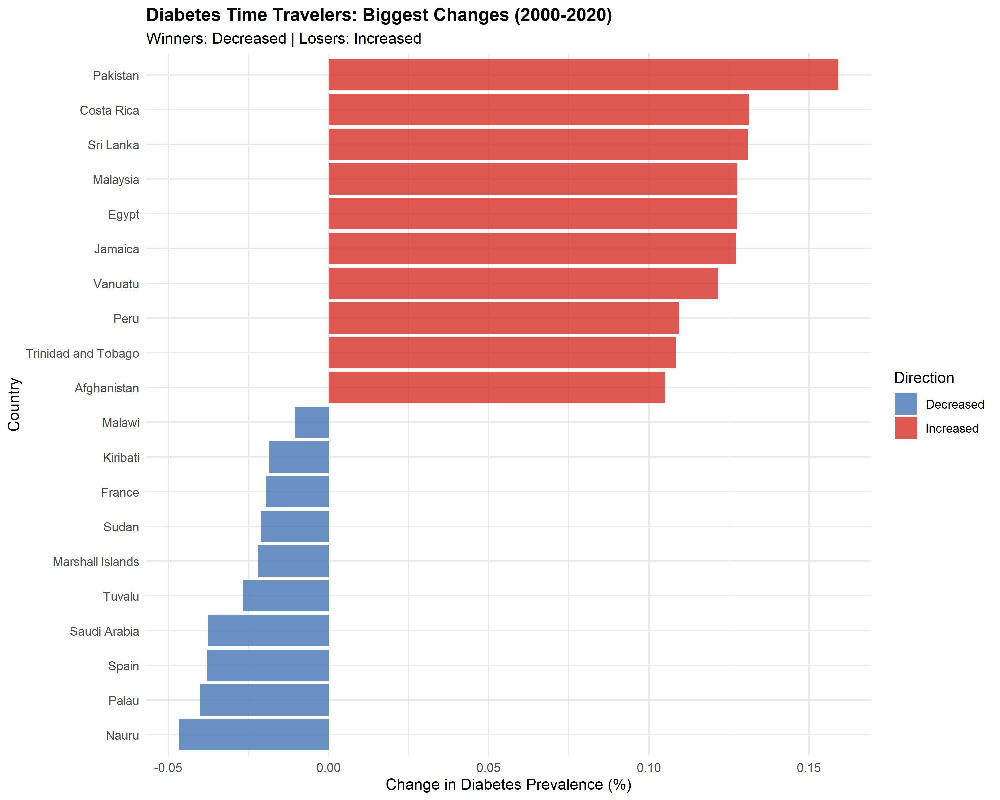 Diabetes Time Travelers: Biggest Changes (2000-2020)
Winners: Decreased | Losers: Increased
Pakistan
Costa Rica
Sri Lanka
Malaysia
Egypt
Jamaica
Vanuatu
Peru
Trinidad and Tobago
Afghanistan
Malawi
Kiribati
France
Sudan
Marshall Islands
Tuvalu
Saudi Arabia
Spain
Palau
Nauru
Country
-0.05 0.00 0.05 0.10 0.15
Change in Diabetes Prevalence (%)
Direction
Decreased
Increased